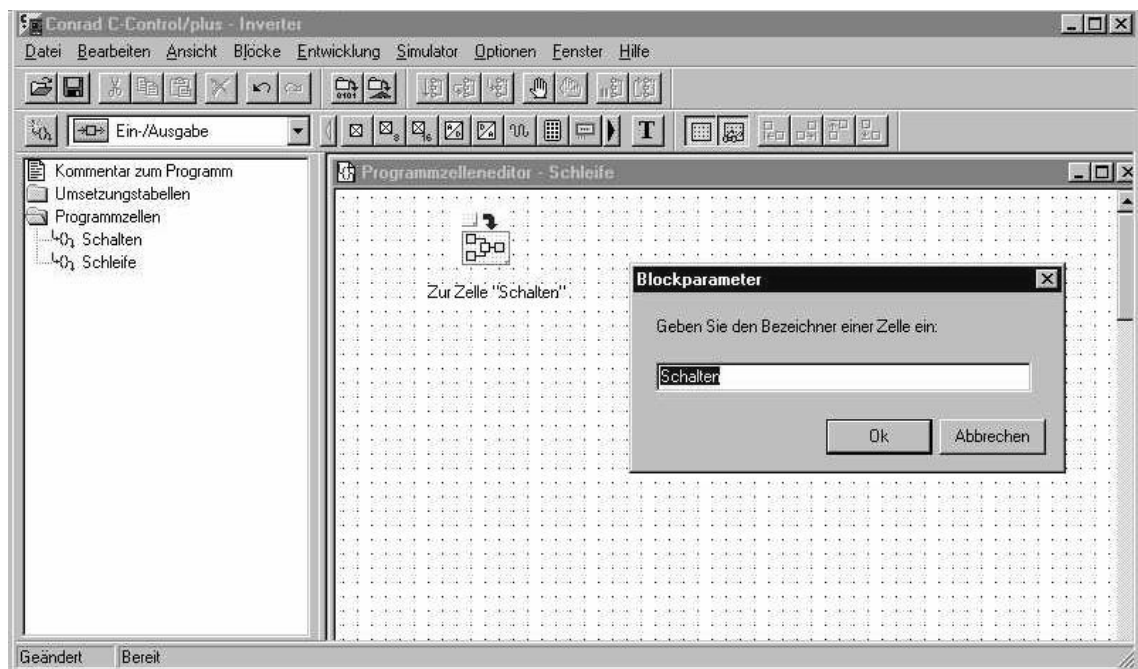 Conrad C-Control/plus - Inverter
Datei Bearbeiten Ansicht Blöcke Entwicklung Simulator Optionen Fenster Hilfe
Ein-/Ausgabe
T
Kommentar zum Programm
Umsetzungstabellen
Programmzellen
Schalten
Schleife
Programmzelleneditor - Schleife
Zur Zelle "Schalten"
Blockparameter
Geben Sie den Bezeichner einer Zelle ein:
Schalten
Ok Abbrechen
Geändert Bereit